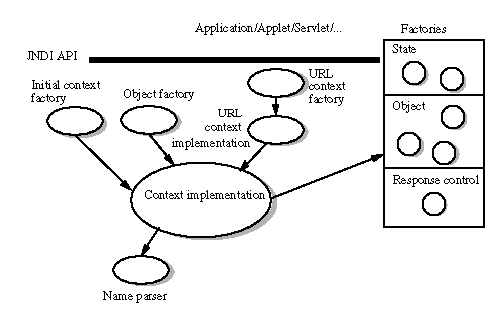 Application/Applet/Servlet/...
Factories
JNDI API
State
Initial context
factory
Object factory
URL
context
factory
URL
context
implementation
Object
Context implementation
Response control
Name parser